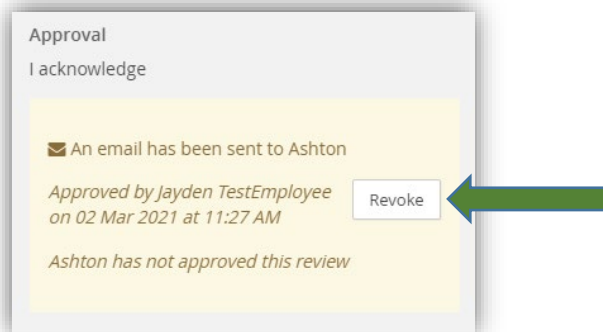 Approval
I acknowledge
An email has been sent to Ashton
Approved by Jayden TestEmployee
on 02 Mar 2021 at 11:27 AM
Revoke
Ashton has not approved this review